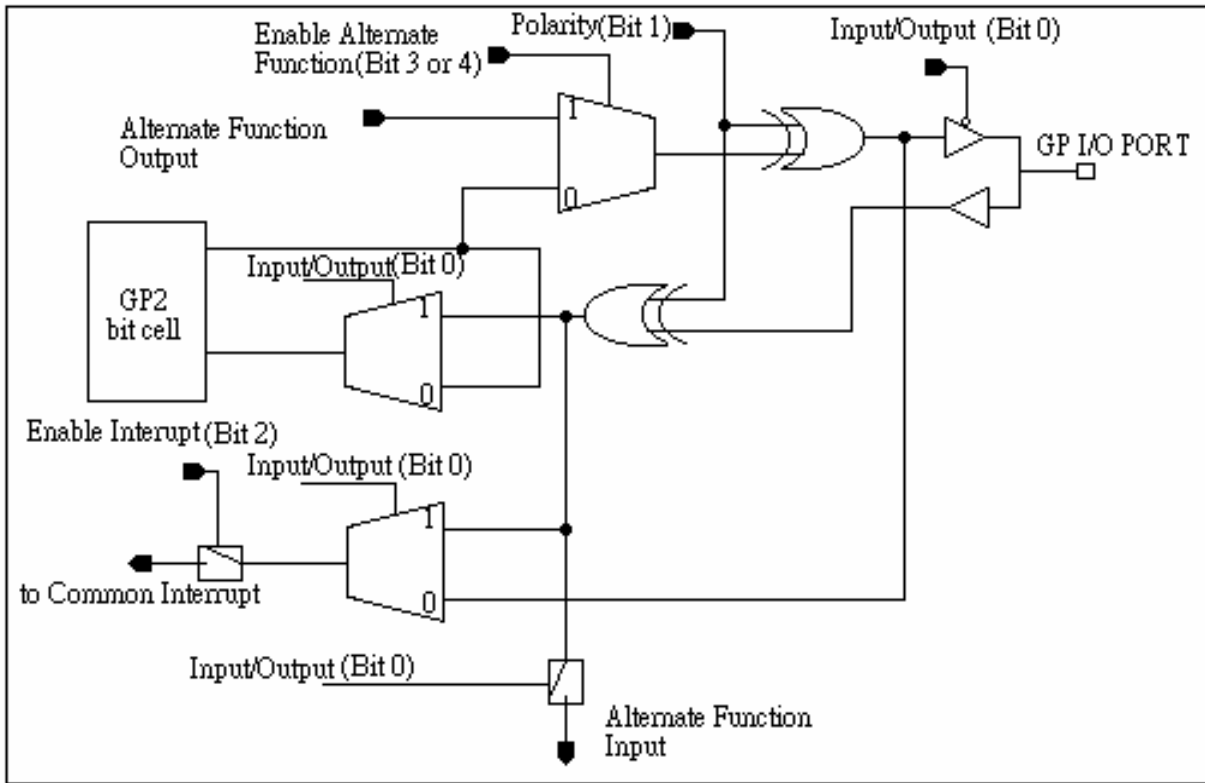 Polarity(Bit 1)
Input/Output (Bit 0)
Enable Alternate
Function(Bit 3 or 4)
1
Alternate Function
Output
GP I/O PORT
0
Input/Output(Bit 0)
GP2
bit cell
1
0
Enable Interupt(Bit 2)
Input/Output (Bit 0)
1
to Common Interrupt
0
Input/Output (Bit 0)
Alternate Function
Input